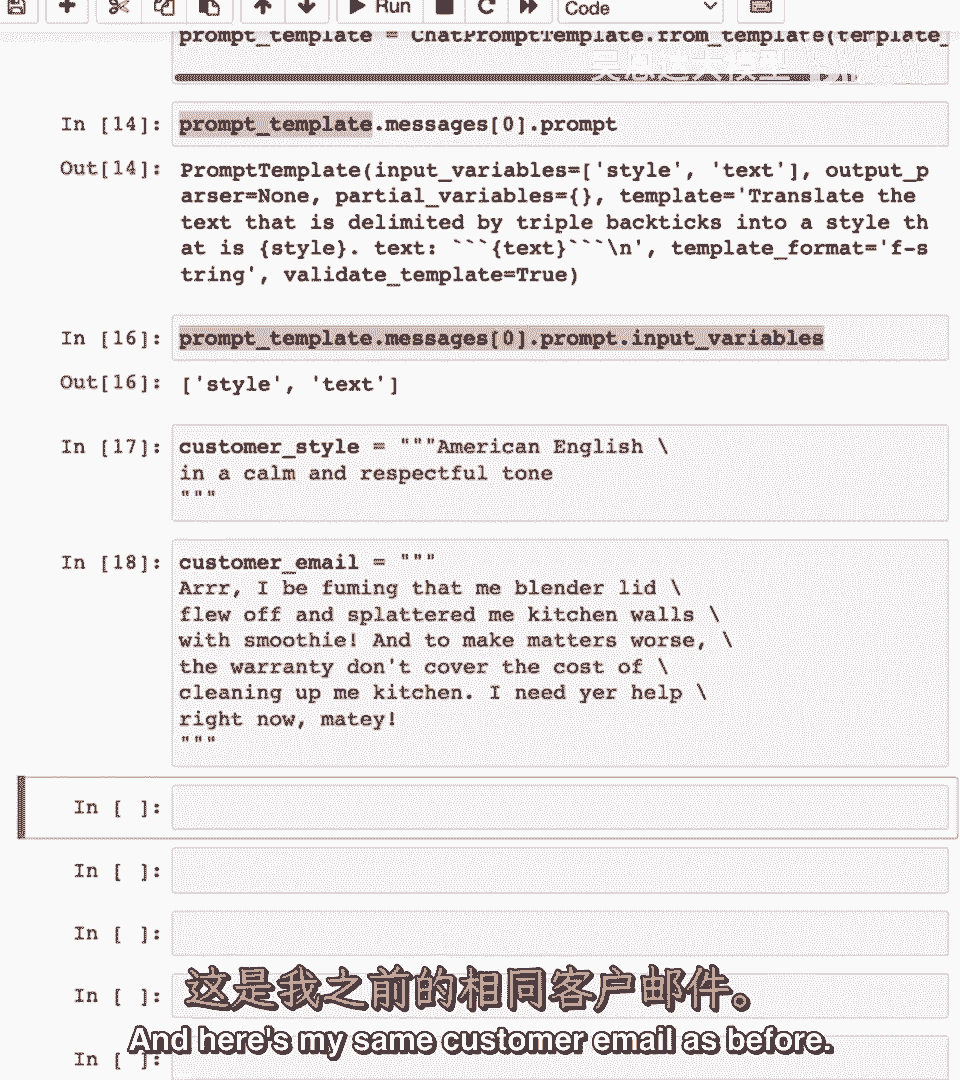 Run
Code
prompt_template = ChatPromptTemplate.from_template(template_
In [14]:
prompt_template.messages[0].prompt
Out[14]:
PromptTemplate(input_variables=['style', 'text'], output_p
arser=None, partial_variables={}, template='Translate the
text that is delimited by triple backticks into a style th
at is {style}. text: ```{text}```\n', template_format='f-s
tring', validate_template=True)
In [16]:
prompt_template.messages[0].prompt.input_variables
Out[16]:
['style', 'text']
In [17]:
customer_style = """American English \
in a calm and respectful tone
"""
In [18]:
customer_email = """
Arrr, I be fuming that me blender lid \
flew off and splattered me kitchen walls \
with smoothie! And to make matters worse, \
the warranty don't cover the cost of \
cleaning up me kitchen. I need yer help \
right now, matey!
"""
In [ ]:
In [ ]:
In [ ]:
In [ ]:
这是我之前的相同客户邮件。
In [ ]:
And here's my same customer email as before.